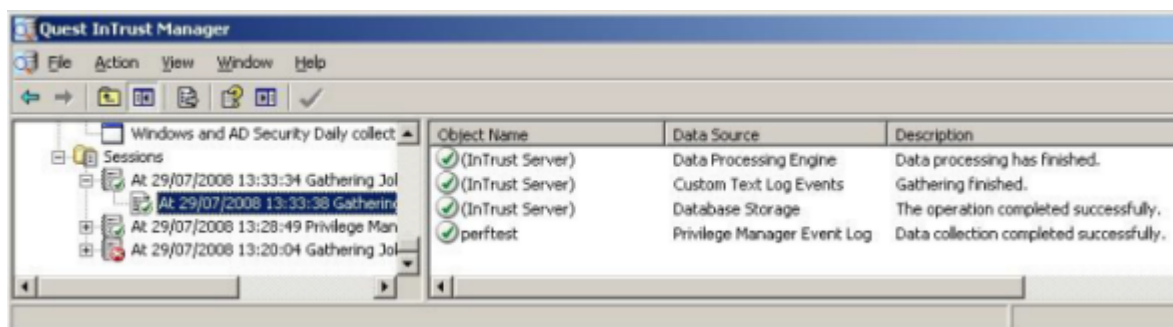 Quest InTrust Manager
File Action View Window Help
Windows and AD Security Daily collect
Sessions
At 29/07/2008 13:33:34 Gathering Jo
At 29/07/2008 13:33:38 Gathering
At 29/07/2008 13:28:49 Privilege Man
At 29/07/2008 13:20:04 Gathering Jo
Object Name Data Source Description
(InTrust Server) Data Processing Engine Data processing has finished.
(InTrust Server) Custom Text Log Events Gathering finished.
(InTrust Server) Database Storage The operation completed successfully.
perftest Privilege Manager Event Log Data collection completed successfully.